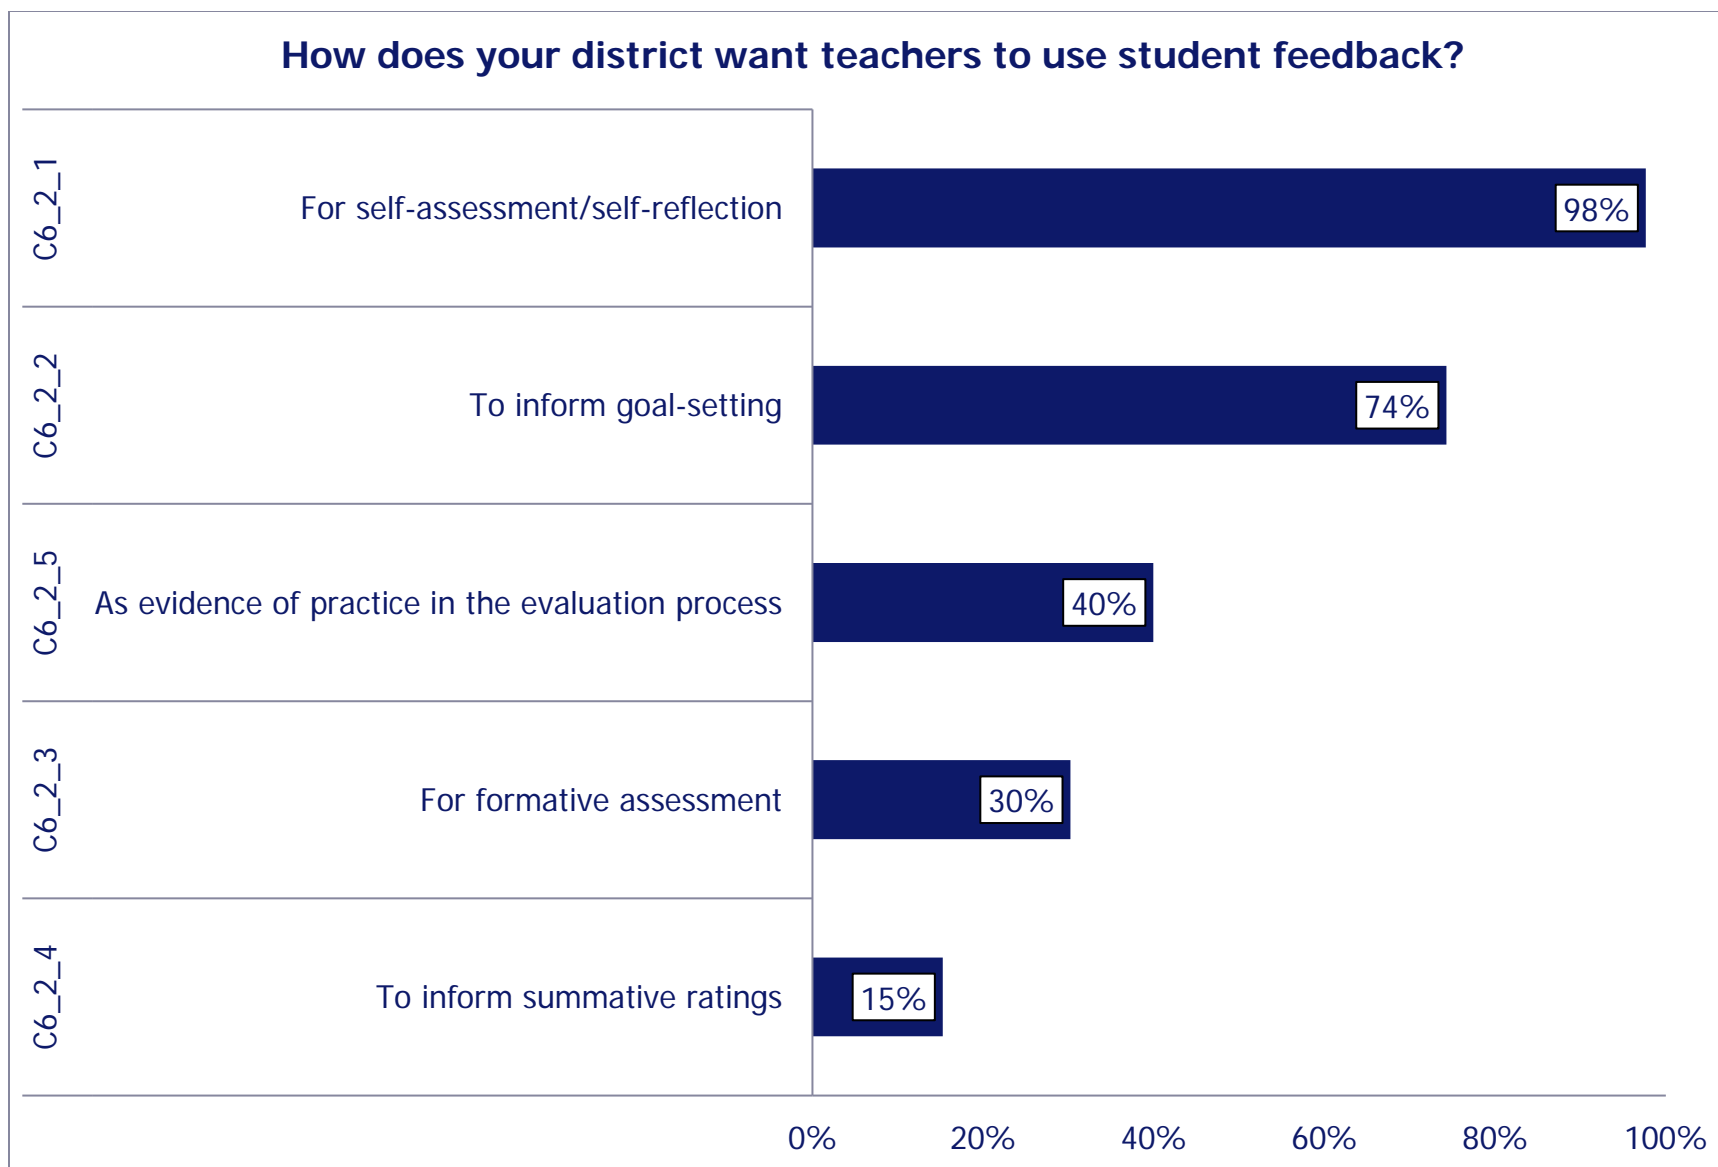 How does your district want teachers to use student feedback?
C6_2_1
For self-assessment/self-reflection
98%
C6_2_2
To inform goal-setting
74%
C6_2_5
As evidence of practice in the evaluation process
40%
C6_2_3
For formative assessment
30%
C6_2_4
To inform summative ratings
15%
0% 20% 40% 60% 80% 100%